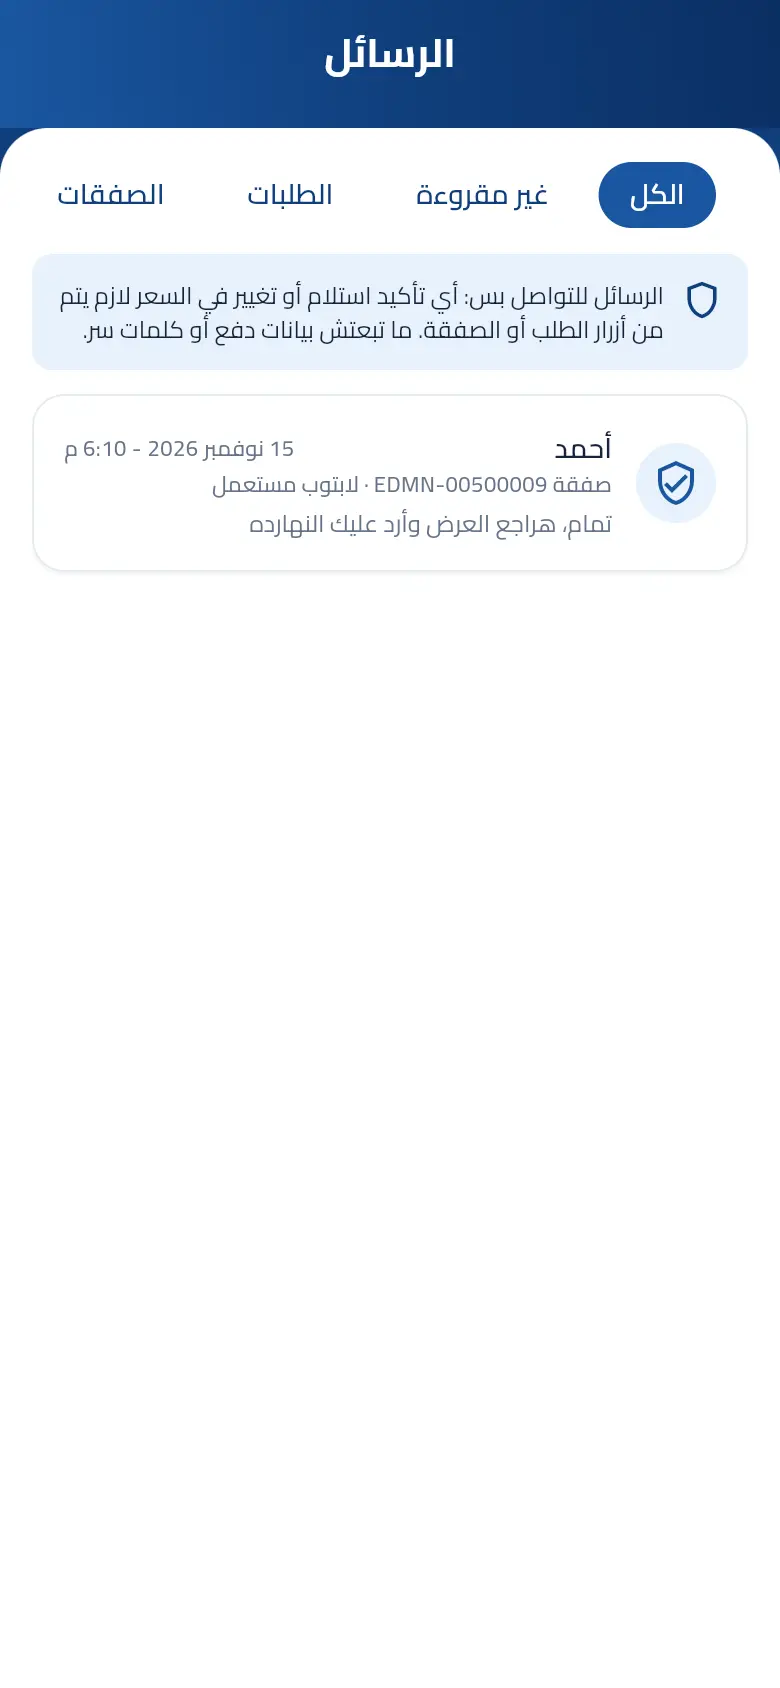 الرسائل
الكل
غير مقروءة
الطلبات
الصفقات
الرسائل للتواصل بس: أي تأكيد استلام أو تغيير في السعر لازم يتم
من أزرار الطلب أو الصفقة. ما تبعتش بيانات دفع أو كلمات سر.
أحمد
15 نوفمبر 2026 - 6:10 م
صفقة EDMN-00500009 · لابتوب مستعمل
تمام، هراجع العرض وأرد عليك النهارده